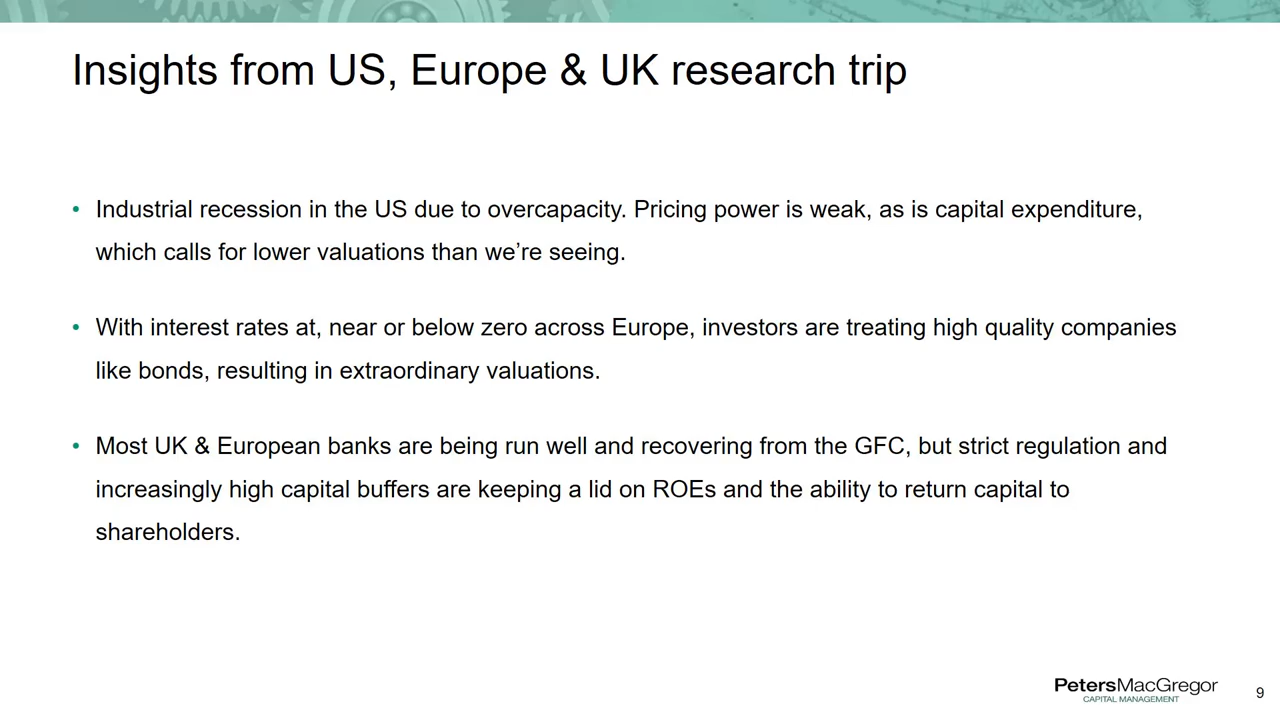 Insights from US, Europe & UK research trip
• Industrial recession in the US due to overcapacity. Pricing power is weak, as is capital expenditure,
which calls for lower valuations than we’re seeing.
• With interest rates at, near or below zero across Europe, investors are treating high quality companies
like bonds, resulting in extraordinary valuations.
• Most UK & European banks are being run well and recovering from the GFC, but strict regulation and
increasingly high capital buffers are keeping a lid on ROEs and the ability to return capital to
shareholders.
PetersMacGregor
CAPITAL MANAGEMENT
9